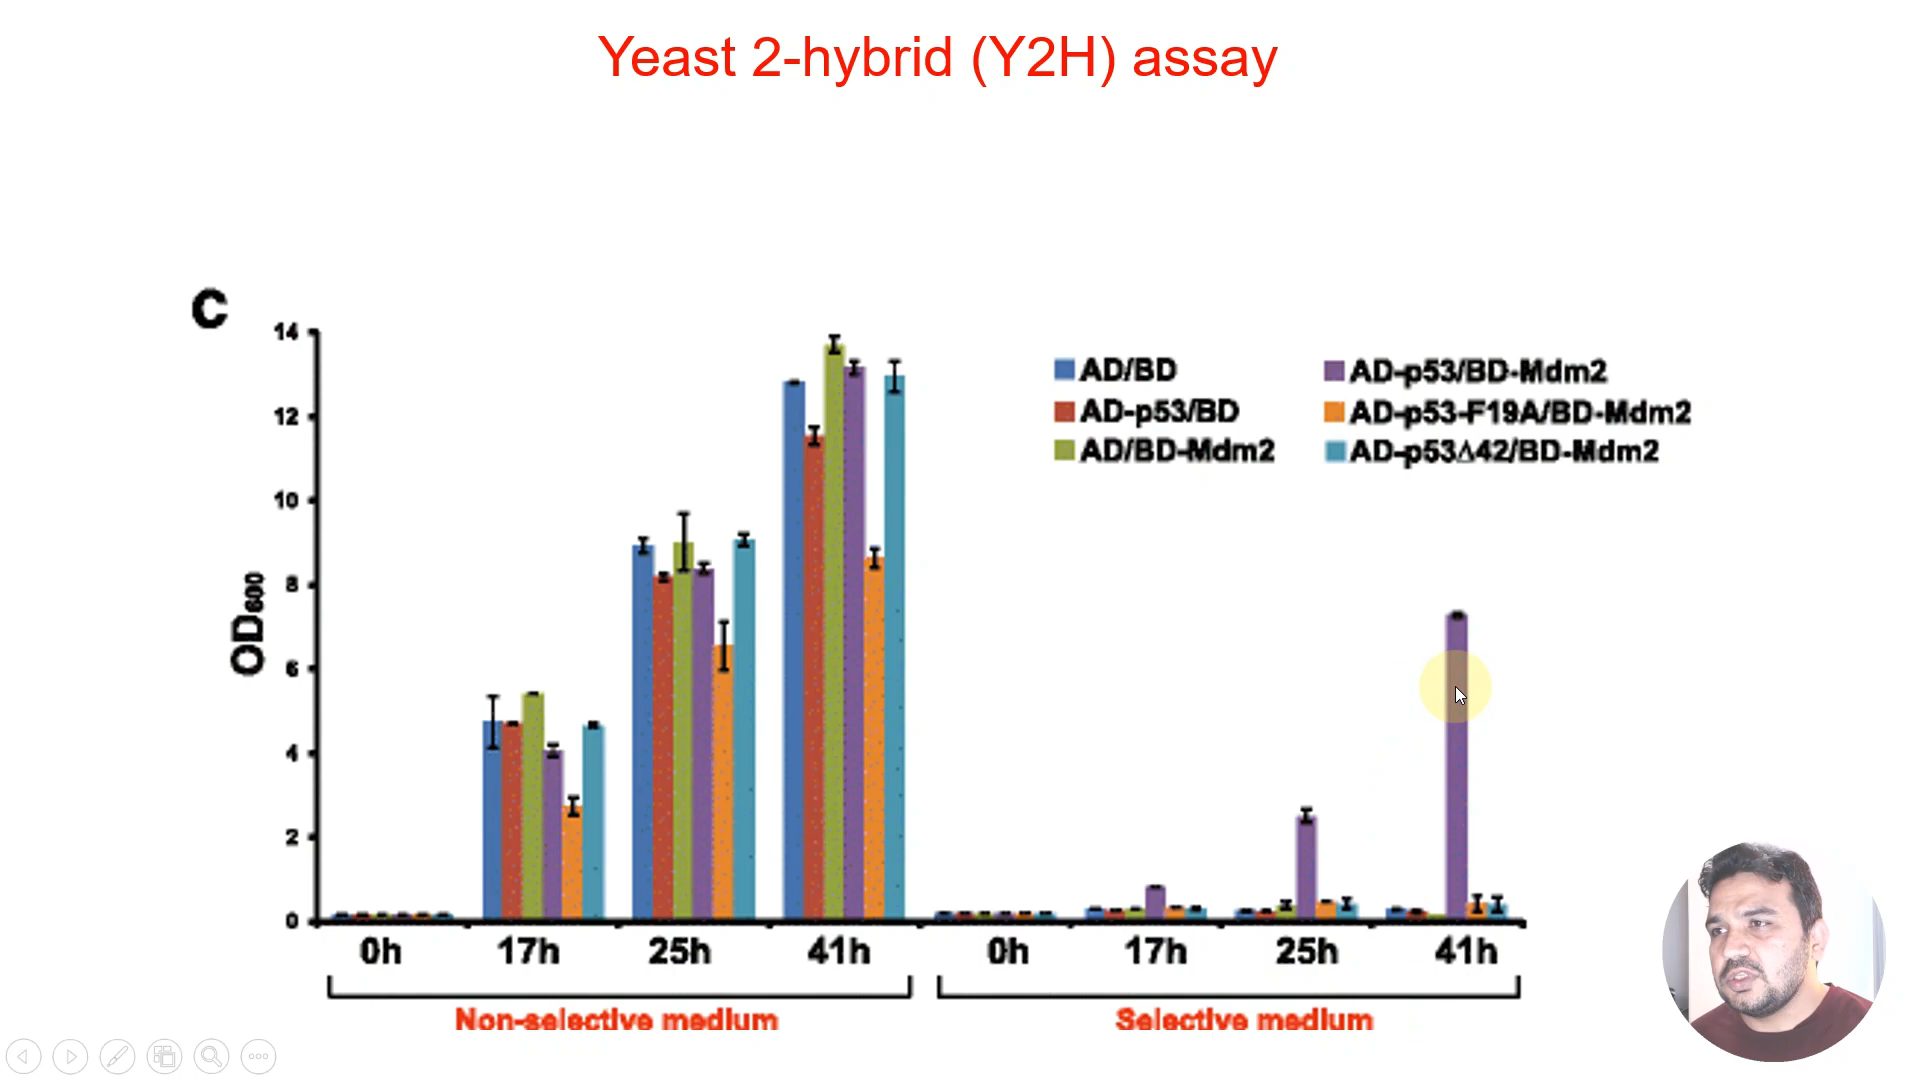 Yeast 2-hybrid (Y2H) assay
C
14
12
10
8
6
4
2
0
OD600
AD/BD
AD-p53/BD
AD/BD-Mdm2
AD-p53/BD-Mdm2
AD-p53-F19A/BD-Mdm2
AD-p53Δ42/BD-Mdm2
0h 17h 25h 41h 0h 17h 25h 41h
Non-selective medium Selective medium